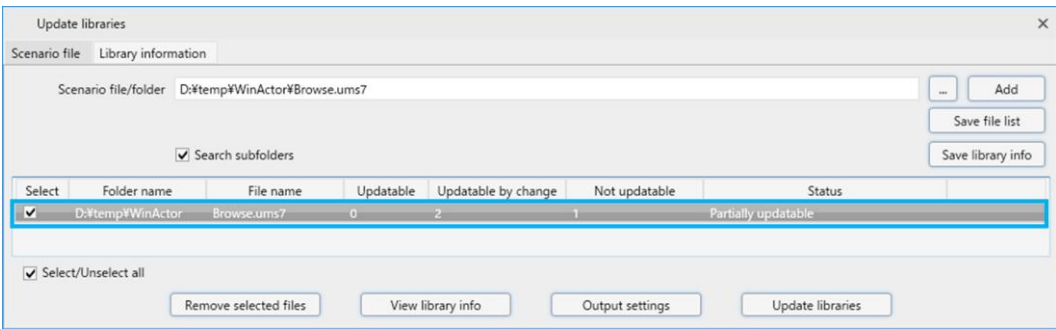 Update libraries
Scenario file Library information
Scenario file/folder D:¥temp¥WinActor¥Browse.ums7 ... Add
Save file list
Search subfolders Save library info
Select Folder name File name Updatable Updatable by change Not updatable Status
D:¥temp¥WinActor Browse.ums7 0 2 1 Partially updatable
Select/Unselect all
Remove selected files View library info Output settings Update libraries